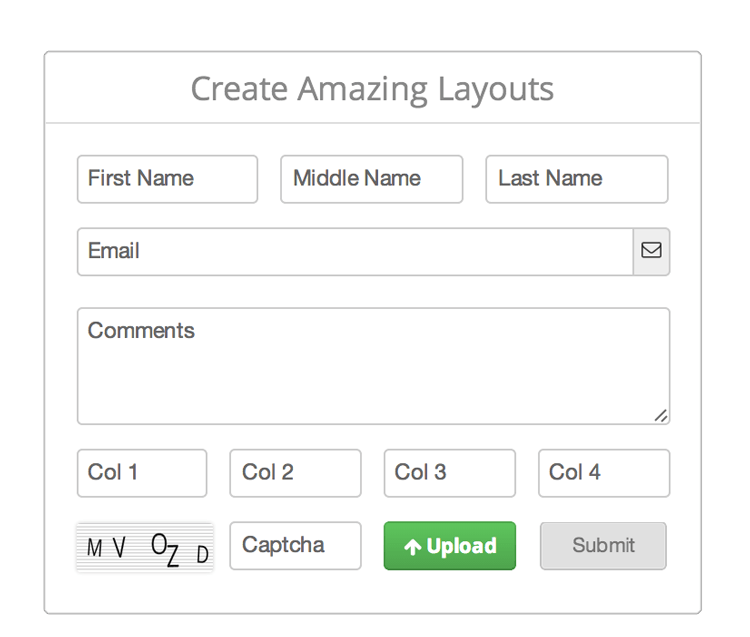 Create Amazing Layouts
First Name Middle Name Last Name
Email
Comments
Col 1 Col 2 Col 3 Col 4
M V O Z D Captcha Upload Submit